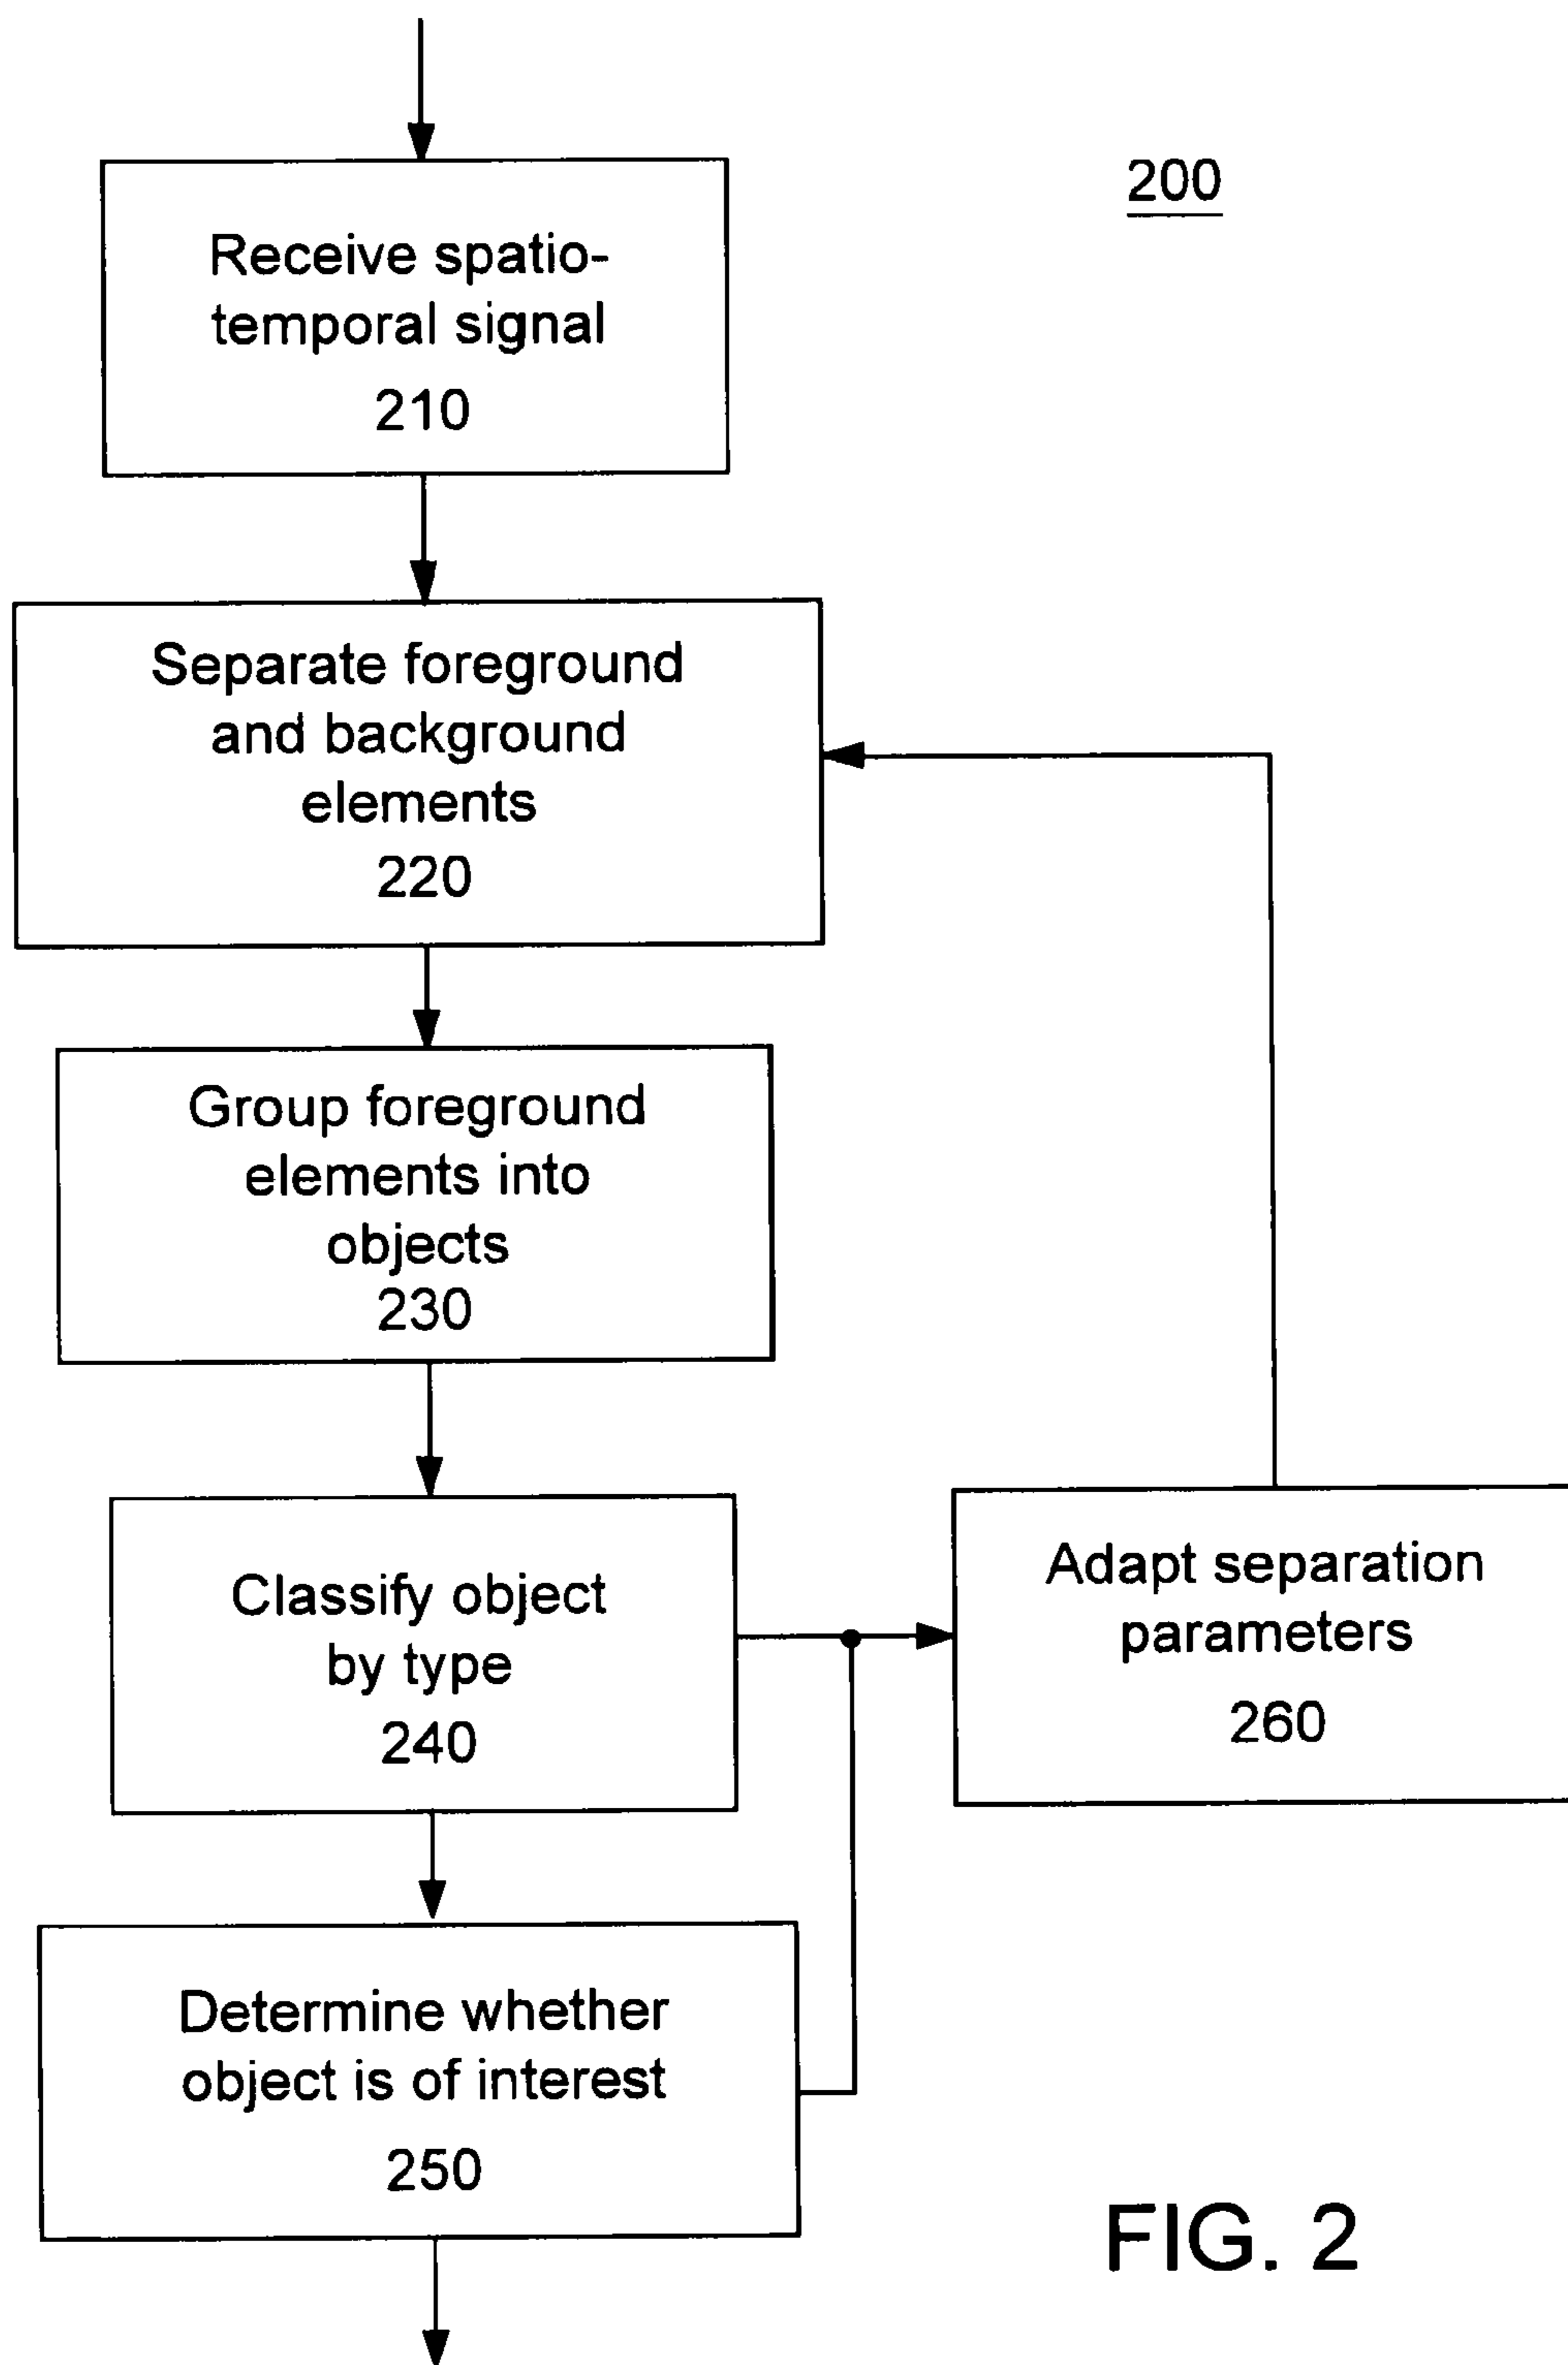 200
Receive spatio-
temporal signal
210
Separate foreground
and background
elements
220
Group foreground
elements into
objects
230
Classify object
by type
240
Adapt separation
parameters
260
Determine whether
object is of interest
250
FIG. 2